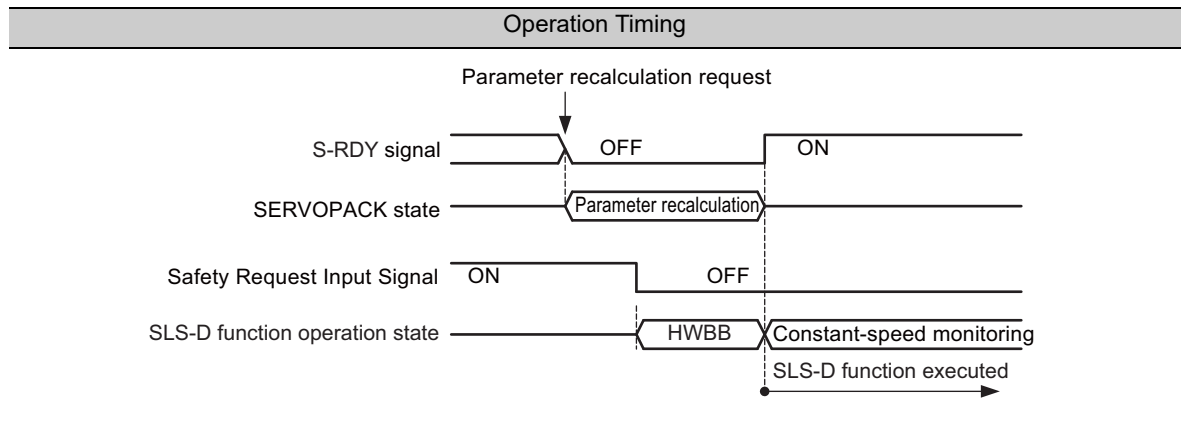 Operation Timing
Parameter recalculation request
S-RDY signal OFF ON
SERVOPACK state Parameter recalculation
Safety Request Input Signal ON OFF
SLS-D function operation state HWBB Constant-speed monitoring
SLS-D function executed